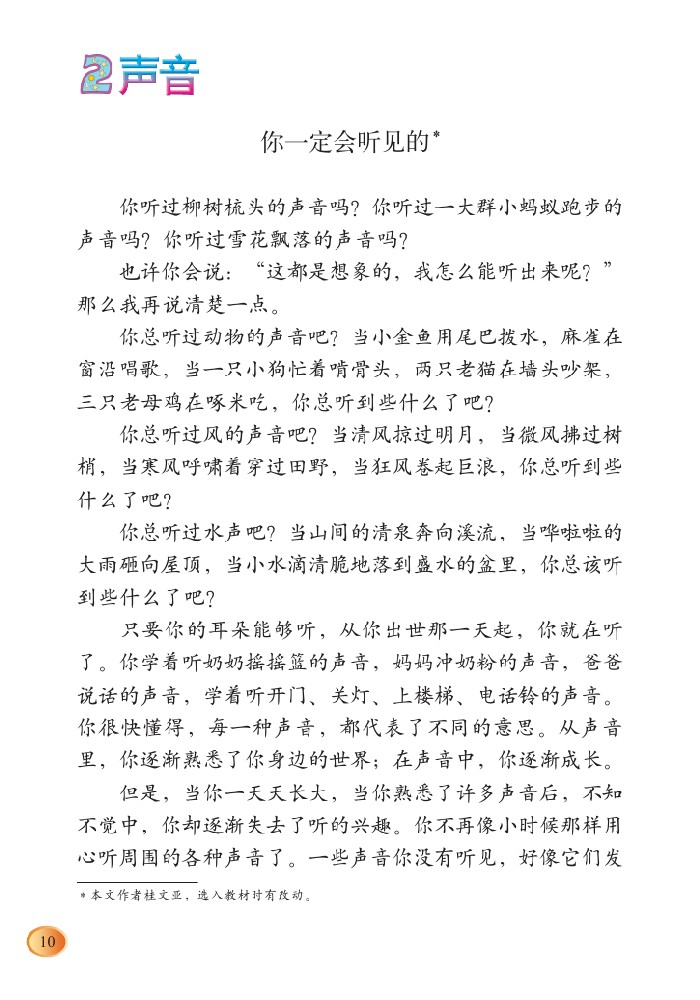 2声音
你一定会听见的*
你听过柳树梳头的声音吗？你听过一大群小蚂蚁跑步的
声音吗？你听过雪花飘落的声音吗？
也许你会说：“这都是想象的，我怎么能听出来呢？”
那么我再说清楚一点。
你总听过动物的声音吧？当小金鱼用尾巴拨水，麻雀在
窗沿唱歌，当一只小狗忙着啃骨头，两只老猫在墙头吵架，
三只老母鸡在啄米吃，你总听到些什么了吧？
你总听过风的声音吧？当清风掠过明月，当微风拂过树
梢，当寒风呼啸着穿过田野，当狂风卷起巨浪，你总听到些
什么了吧？
你总听过水声吧？当山间的清泉奔向溪流，当哗啦啦的
大雨砸向屋顶，当小水滴清脆地落到盛水的盆里，你总该听
到些什么了吧？
只要你的耳朵能够听，从你出世那一天起，你就在听
了。你学着听奶奶摇摇篮的声音，妈妈冲奶粉的声音，爸爸
说话的声音，学着听开门、关灯、上楼梯、电话铃的声音。
你很快懂得，每一种声音，都代表了不同的意思。从声音
里，你逐渐熟悉了你身边的世界；在声音中，你逐渐成长。
但是，当你一天天长大，当你熟悉了许多声音后，不知
不觉中，你却逐渐失去了听的兴趣。你不再像小时候那样用
心听周围的各种声音了。一些声音你没有听见，好像它们发
*本文作者桂文亚，选入教材时有改动。
10